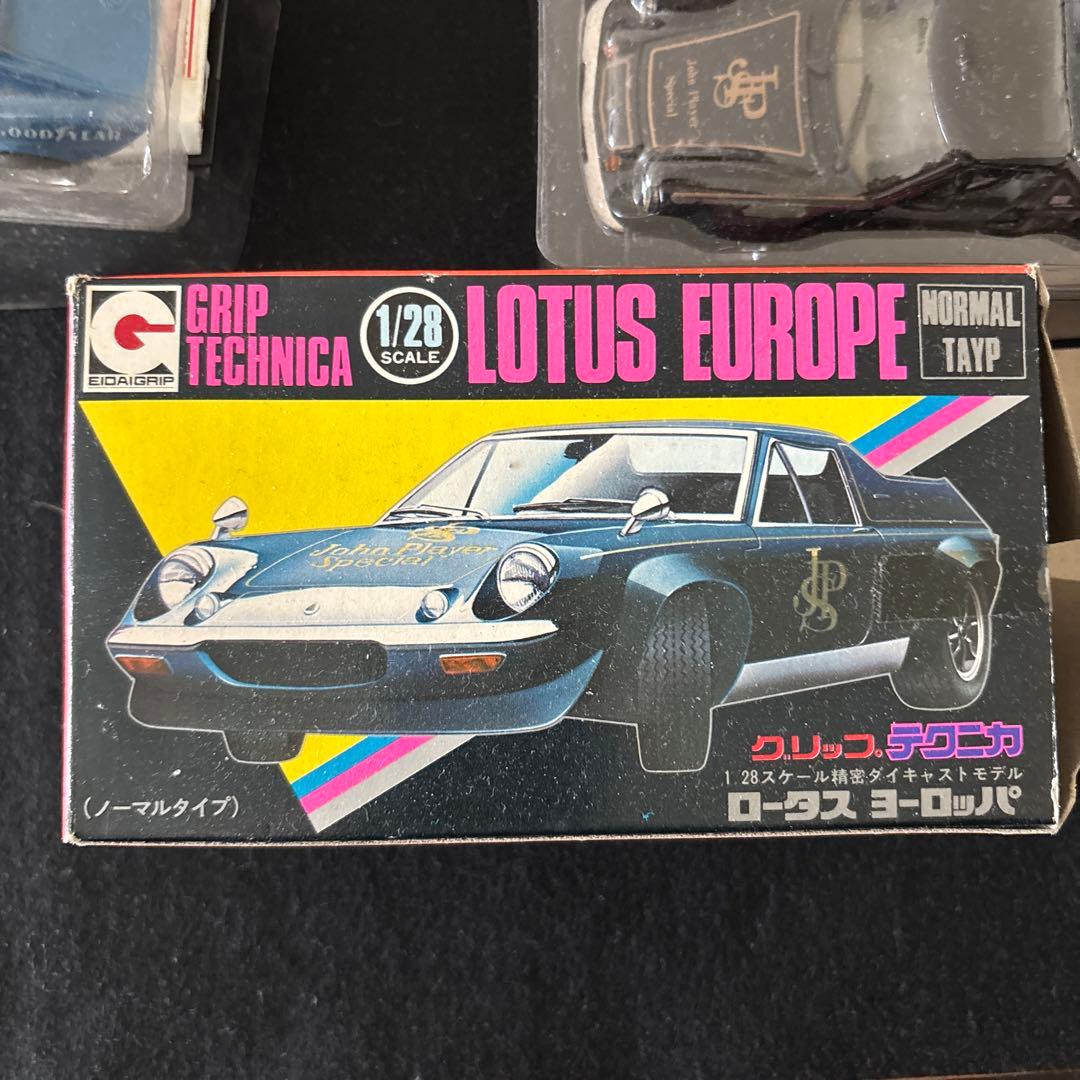 GOODYEAR
JPS
John Player
Special
EIDAIGRIP
GRIP
TECHNICA
1/28
SCALE
LOTUS EUROPE
NORMAL
TAYP
John Player
Special
JPS
グリップ テクニカ
1 28スケール精密ダイキャストモデル
(ノーマルタイプ)
ロータス ヨーロッパ